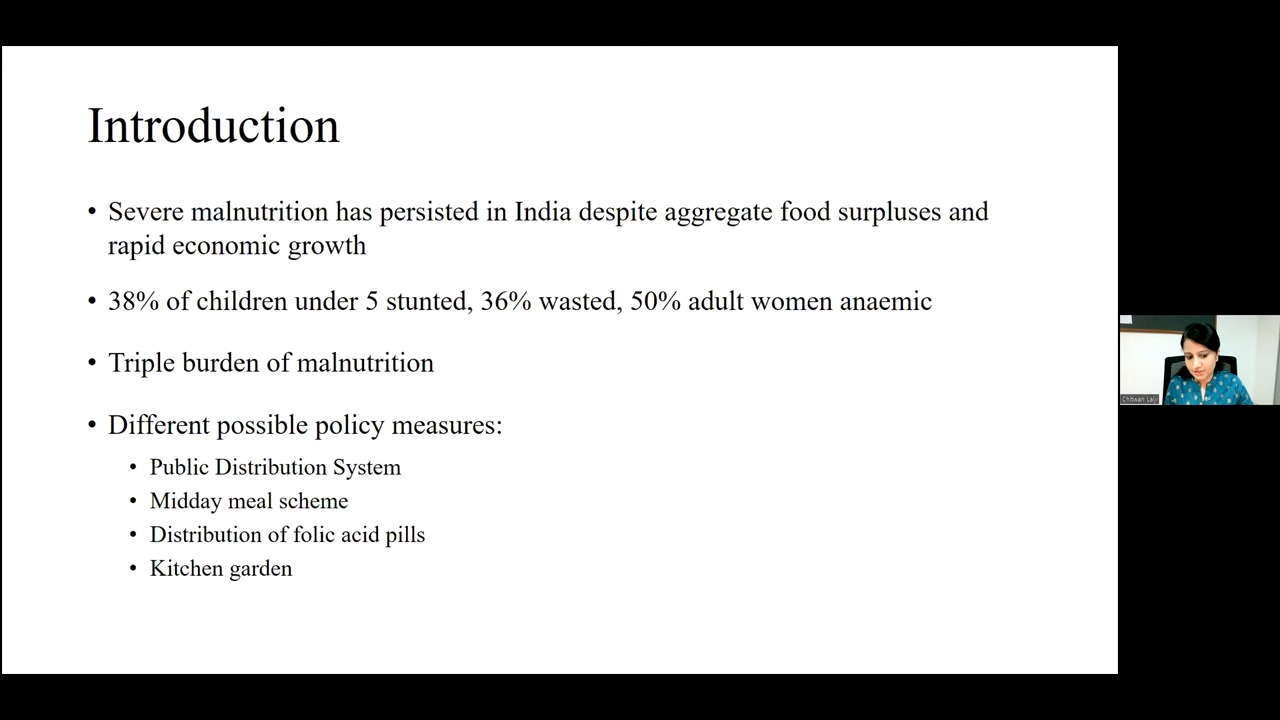 Introduction
• Severe malnutrition has persisted in India despite aggregate food surpluses and
rapid economic growth
• 38% of children under 5 stunted, 36% wasted, 50% adult women anaemic
• Triple burden of malnutrition
• Different possible policy measures:
• Public Distribution System
• Midday meal scheme
• Distribution of folic acid pills
• Kitchen garden
Chitwan Lalji